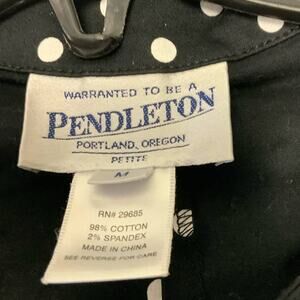 WARRANTED TO BE A
PENDLETON
PORTLAND, OREGON
PETITE
M
RN# 29685
98% COTTON
2% SPANDEX
MADE IN CHINA
SEE REVERSE FOR CARE